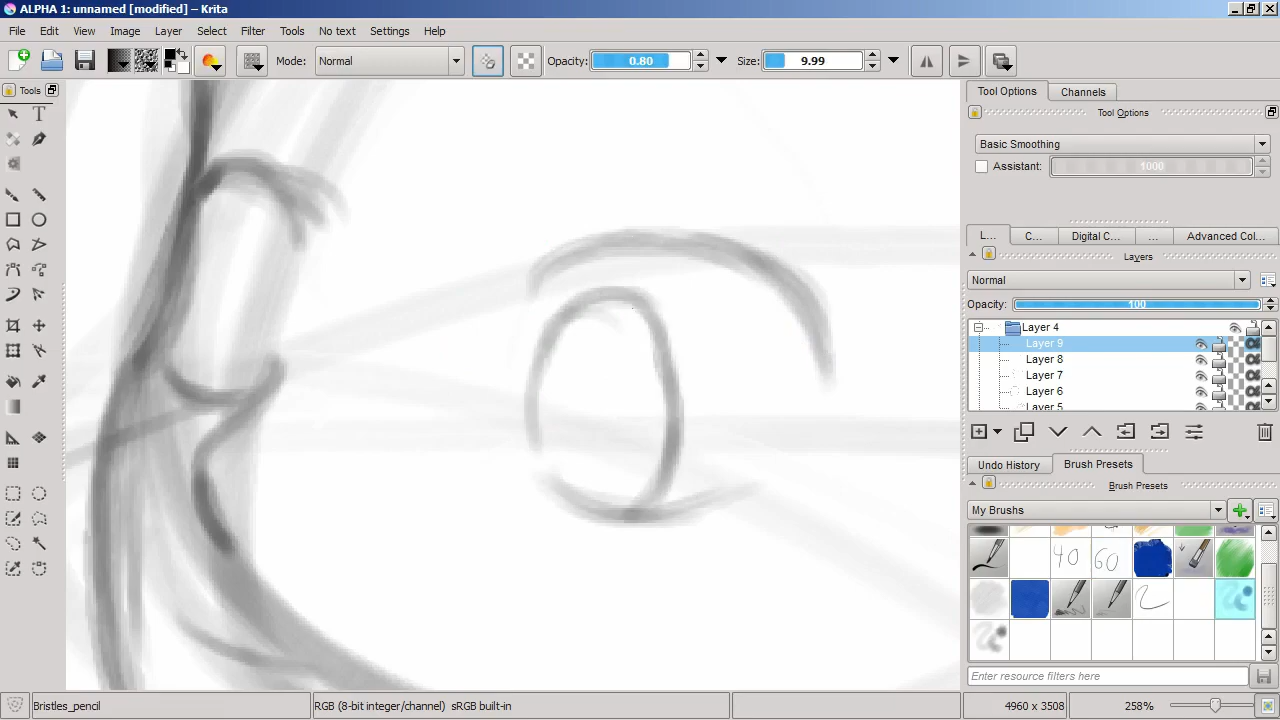 ALPHA 1: unnamed [modified] – Krita
File Edit View Image Layer Select Filter Tools No text Settings Help
Mode: Normal Opacity: 0.80 Size: 9.99
Tools
Tool Options Channels
Tool Options
Basic Smoothing
Assistant: 1000
L... C... Digital C... ... Advanced Col...
Layers
Normal
Opacity: 100
Layer 4
Layer 9
Layer 8
Layer 7
Layer 6
Layer 5
Undo History Brush Presets
Brush Presets
My Brushs
40 60
Enter resource filters here
Bristles_pencil RGB (8-bit integer/channel) sRGB built-in 4960 x 3508 258%